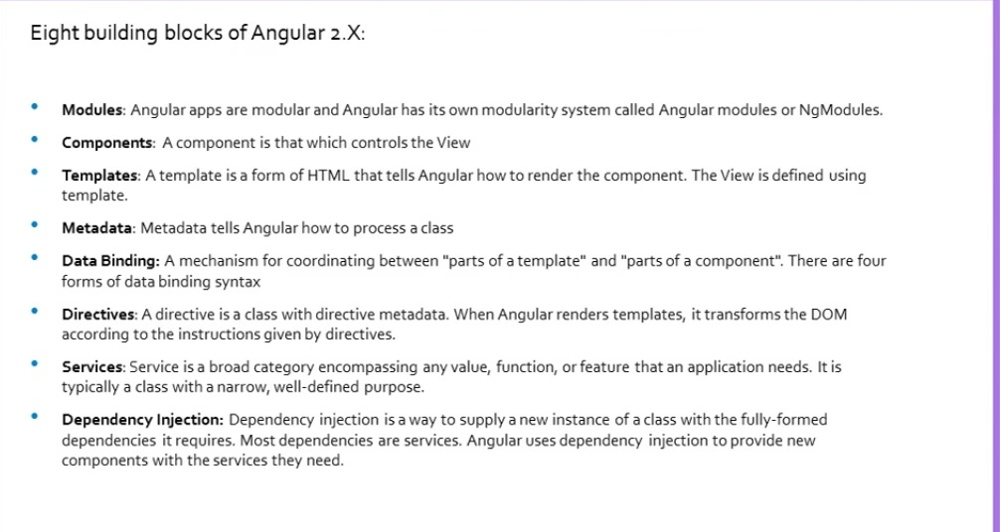 Eight building blocks of Angular 2.X:
• Modules: Angular apps are modular and Angular has its own modularity system called Angular modules or NgModules.
• Components: A component is that which controls the View
• Templates: A template is a form of HTML that tells Angular how to render the component. The View is defined using
template.
• Metadata: Metadata tells Angular how to process a class
• Data Binding: A mechanism for coordinating between "parts of a template" and "parts of a component". There are four
forms of data binding syntax
• Directives: A directive is a class with directive metadata. When Angular renders templates, it transforms the DOM
according to the instructions given by directives.
• Services: Service is a broad category encompassing any value, function, or feature that an application needs. It is
typically a class with a narrow, well-defined purpose.
• Dependency Injection: Dependency injection is a way to supply a new instance of a class with the fully-formed
dependencies it requires. Most dependencies are services. Angular uses dependency injection to provide new
components with the services they need.